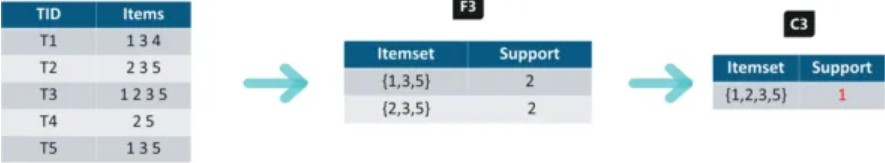 TID Items
T1 1 3 4
T2 2 3 5
T3 1 2 3 5
T4 2 5
T5 1 3 5
F3
Itemset Support
{1,3,5} 2
{2,3,5} 2
C3
Itemset Support
{1,2,3,5} 1